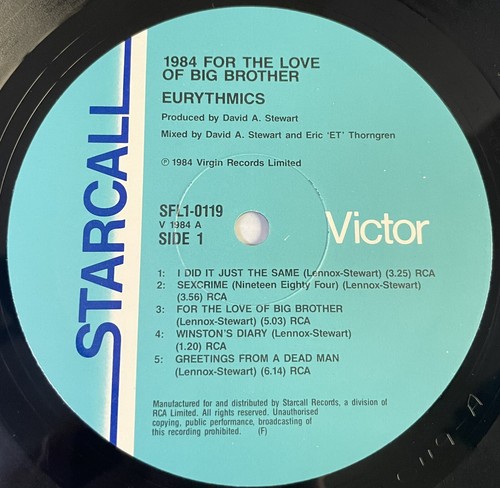 STARCALL
1984 FOR THE LOVE
OF BIG BROTHER
EURYTHMICS
Produced by David A. Stewart
Mixed by David A. Stewart and Eric 'ET' Thorngren
℗ 1984 Virgin Records Limited
SFL1-0119
V 1984 A
SIDE 1
Victor
1: I DID IT JUST THE SAME (Lennox-Stewart) (3.25) RCA
2: SEXCRIME (Nineteen Eighty Four) (Lennox-Stewart)
(3.56) RCA
3: FOR THE LOVE OF BIG BROTHER
(Lennox-Stewart) (5.03) RCA
4: WINSTON'S DIARY (Lennox-Stewart)
(1.20) RCA
5: GREETINGS FROM A DEAD MAN
(Lennox-Stewart) (6.14) RCA
Manufactured for and distributed by Starcall Records, a division of
RCA Limited. All rights reserved. Unauthorised
copying, public performance, broadcasting of
this recording prohibited. (F)